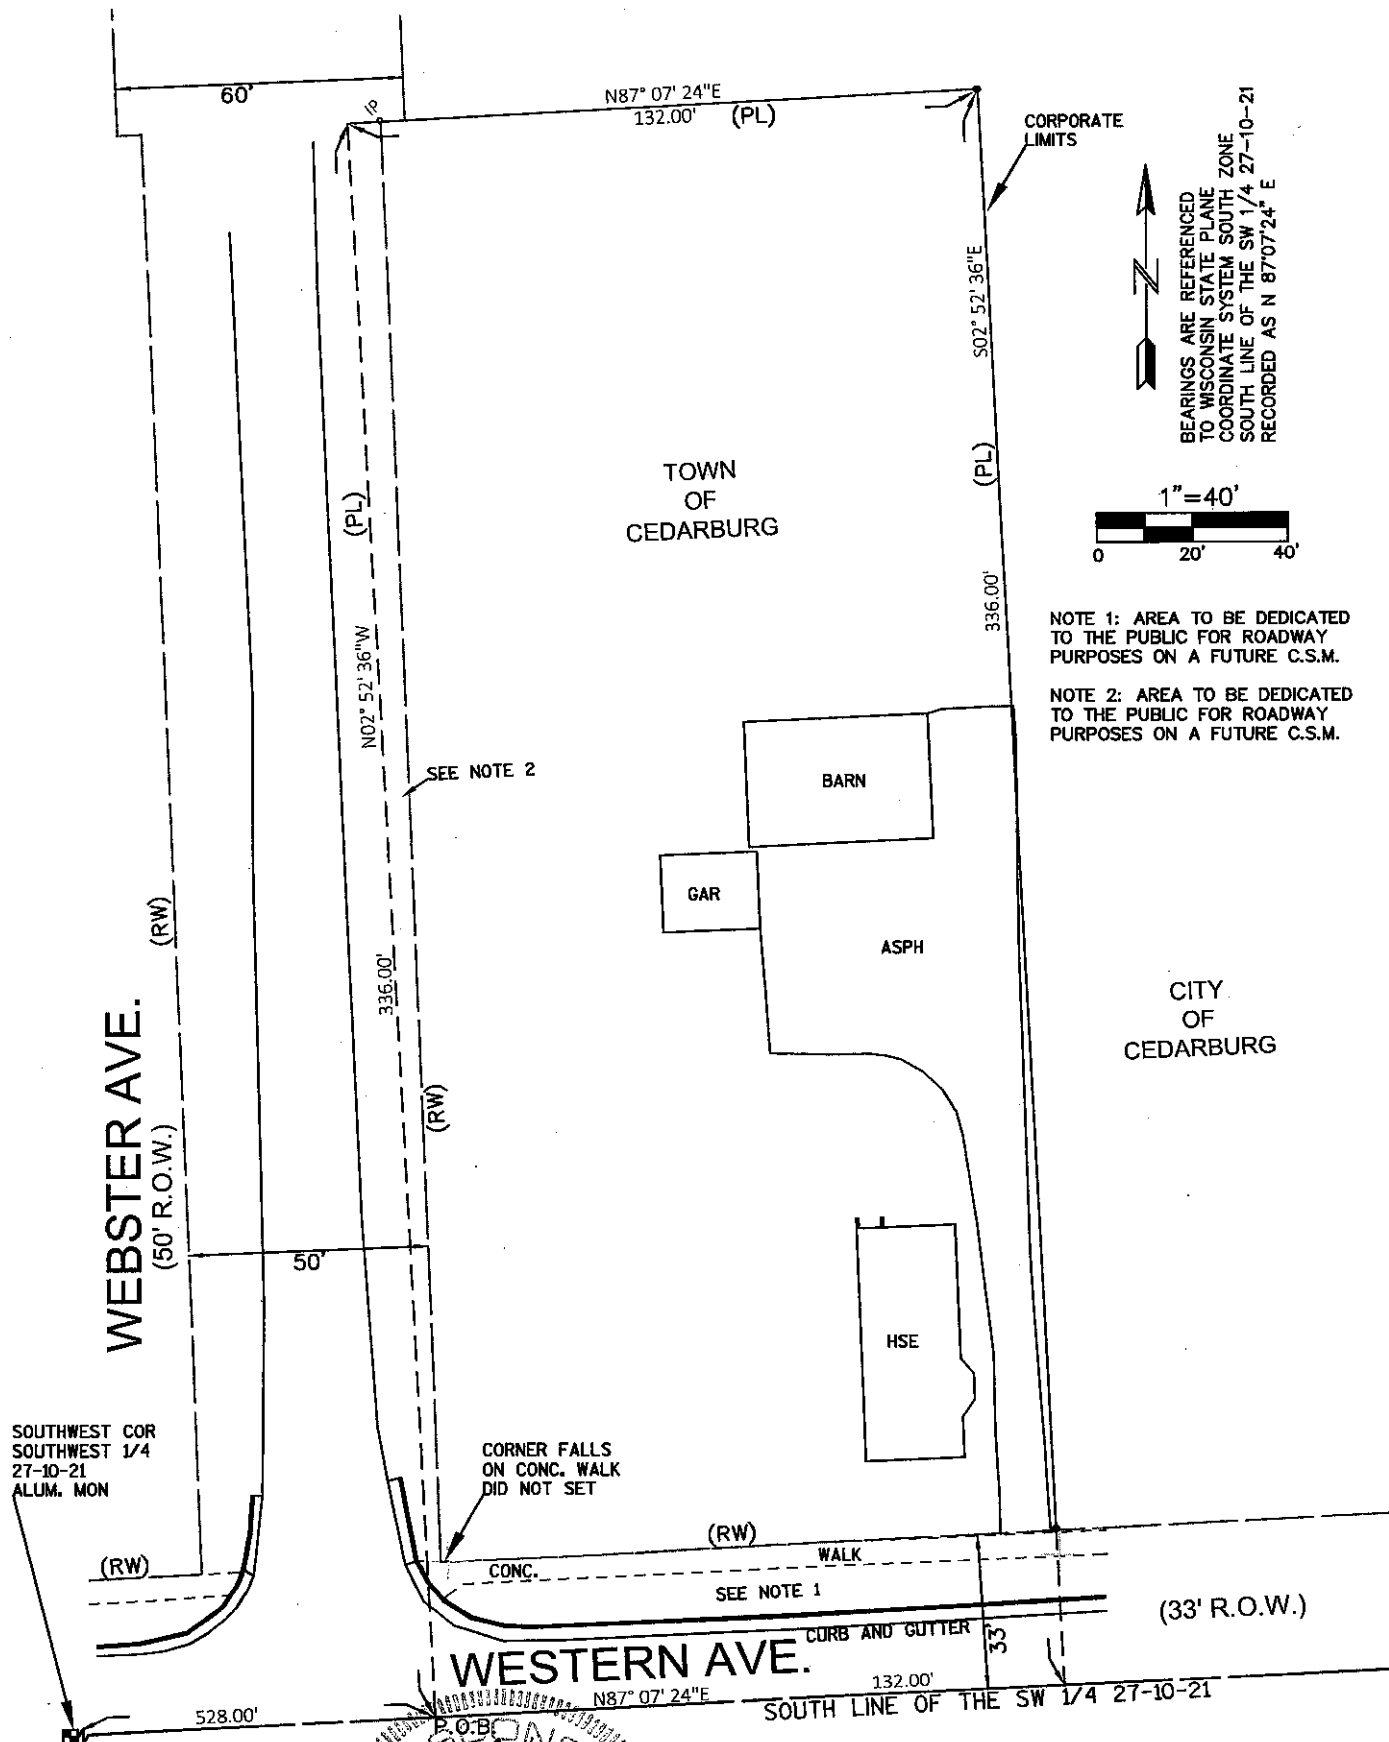 60'
IP
N87° 07' 24"E
132.00'
(PL)
CORPORATE
LIMITS
BEARINGS ARE REFERENCED
TO WISCONSIN STATE PLANE
COORDINATE SYSTEM SOUTH ZONE
SOUTH LINE OF THE SW 1/4 27-10-21
RECORDED AS N 87°07'24" E
N
S02° 52' 36"E
(PL)
336.00'
TOWN
OF
CEDARBURG
1"=40'
0 20' 40'
NOTE 1: AREA TO BE DEDICATED
TO THE PUBLIC FOR ROADWAY
PURPOSES ON A FUTURE C.S.M.
NOTE 2: AREA TO BE DEDICATED
TO THE PUBLIC FOR ROADWAY
PURPOSES ON A FUTURE C.S.M.
(PL)
N02° 52' 36"W
336.00'
SEE NOTE 2
BARN
GAR
ASPH
(RW)
CITY
OF
CEDARBURG
WEBSTER AVE.
(50' R.O.W.)
(RW)
50'
HSE
SOUTHWEST COR
SOUTHWEST 1/4
27-10-21
ALUM. MON
CORNER FALLS
ON CONC. WALK
DID NOT SET
(RW)
(RW)
CONC.
WALK
SEE NOTE 1
(33' R.O.W.)
CURB AND GUTTER
33'
WESTERN AVE.
528.00'
P.O.B
N87° 07' 24"E
132.00'
SOUTH LINE OF THE SW 1/4 27-10-21